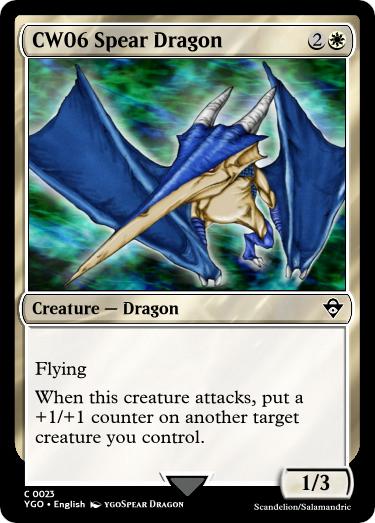 CW06 Spear Dragon 2
Creature — Dragon
Flying
When this creature attacks, put a
+1/+1 counter on another target
creature you control.
1/3
C 0023
YGO • English YGOSPEAR DRAGON
Scandelion/Salamandric